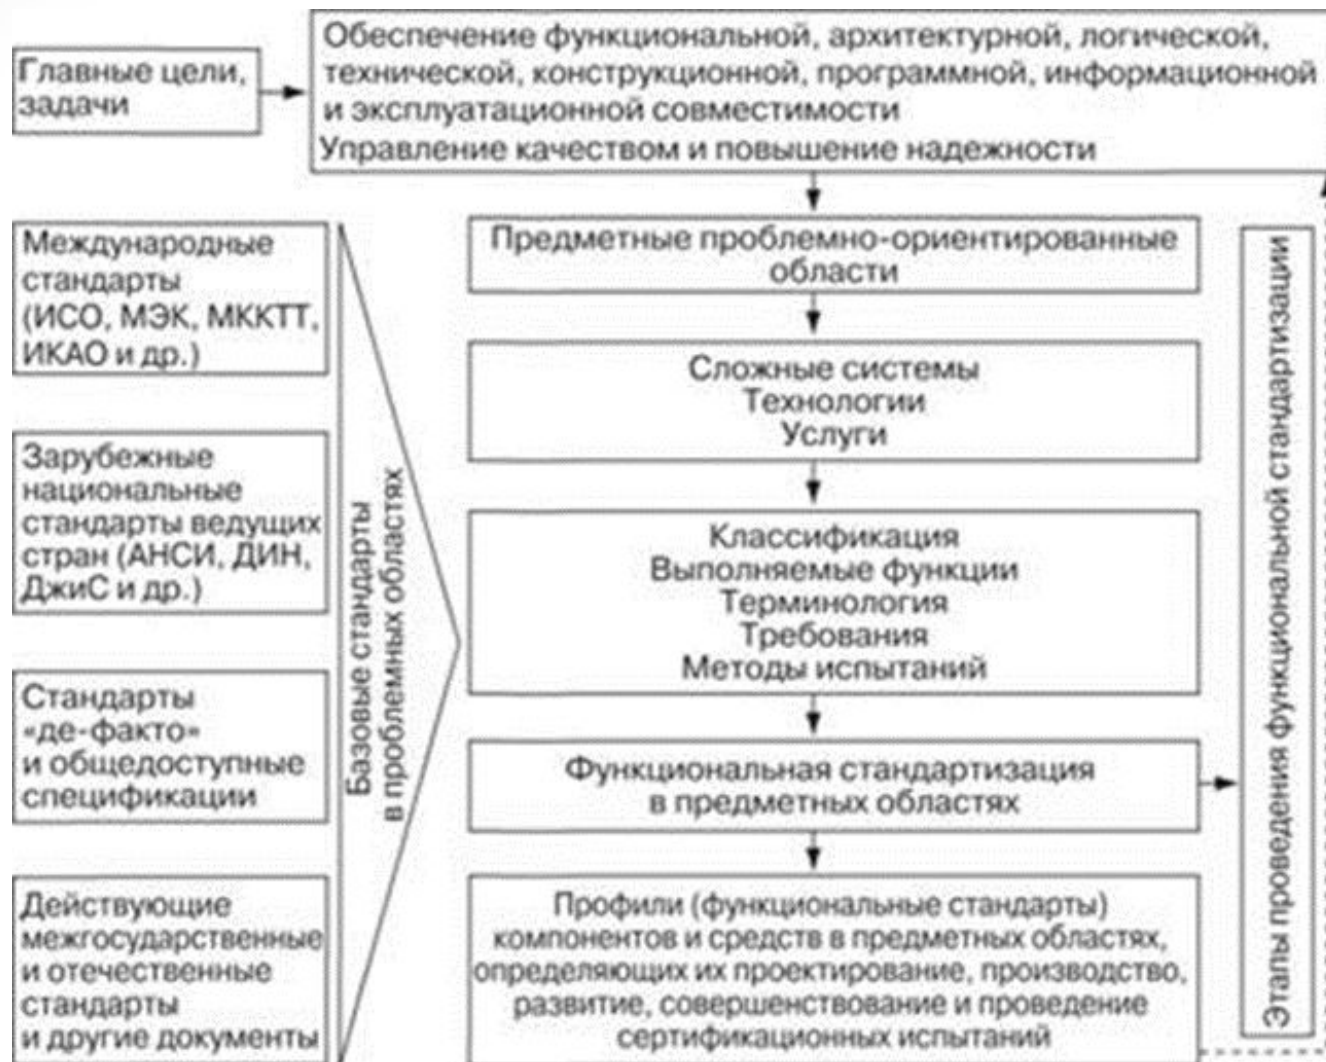 Главные цели,
задачи
Обеспечение функциональной, архитектурной, логической,
технической, конструкционной, программной, информационной
и эксплуатационной совместимости
Управление качеством и повышение надежности
Международные
стандарты
(ИСО, МЭК, МККТТ,
ИКАО и др.)
Зарубежные
национальные
стандарты ведущих
стран (АНСИ, ДИН,
ДжиС и др.)
Стандарты
«де-факто»
и общедоступные
спецификации
Действующие
межгосударственные
и отечественные
стандарты
и другие документы
Базовые стандарты
в проблемных областях
Предметные проблемно-ориентированные
области
Сложные системы
Технологии
Услуги
Классификация
Выполняемые функции
Терминология
Требования
Методы испытаний
Функциональная стандартизация
в предметных областях
Профили (функциональные стандарты)
компонентов и средств в предметных областях,
определяющих их проектирование, производство,
развитие, совершенствование и проведение
сертификационных испытаний
Этапы проведения функциональной стандартизации